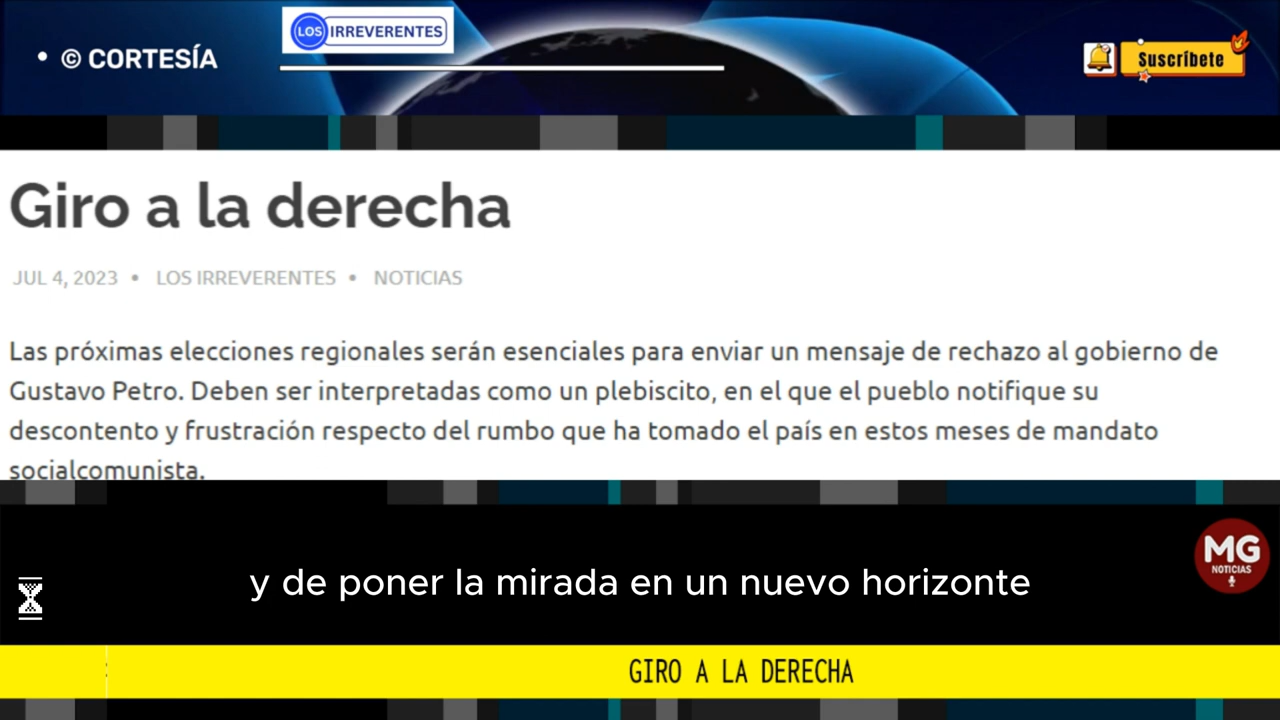 • © CORTESÍA
LOS IRREVERENTES
Suscríbete
Giro a la derecha
JUL 4, 2023 • LOS IRREVERENTES • NOTICIAS
Las próximas elecciones regionales serán esenciales para enviar un mensaje de rechazo al gobierno de
Gustavo Petro. Deben ser interpretadas como un plebiscito, en el que el pueblo notifique su
descontento y frustración respecto del rumbo que ha tomado el país en estos meses de mandato
socialcomunista.
MG
NOTICIAS
y de poner la mirada en un nuevo horizonte
GIRO A LA DERECHA